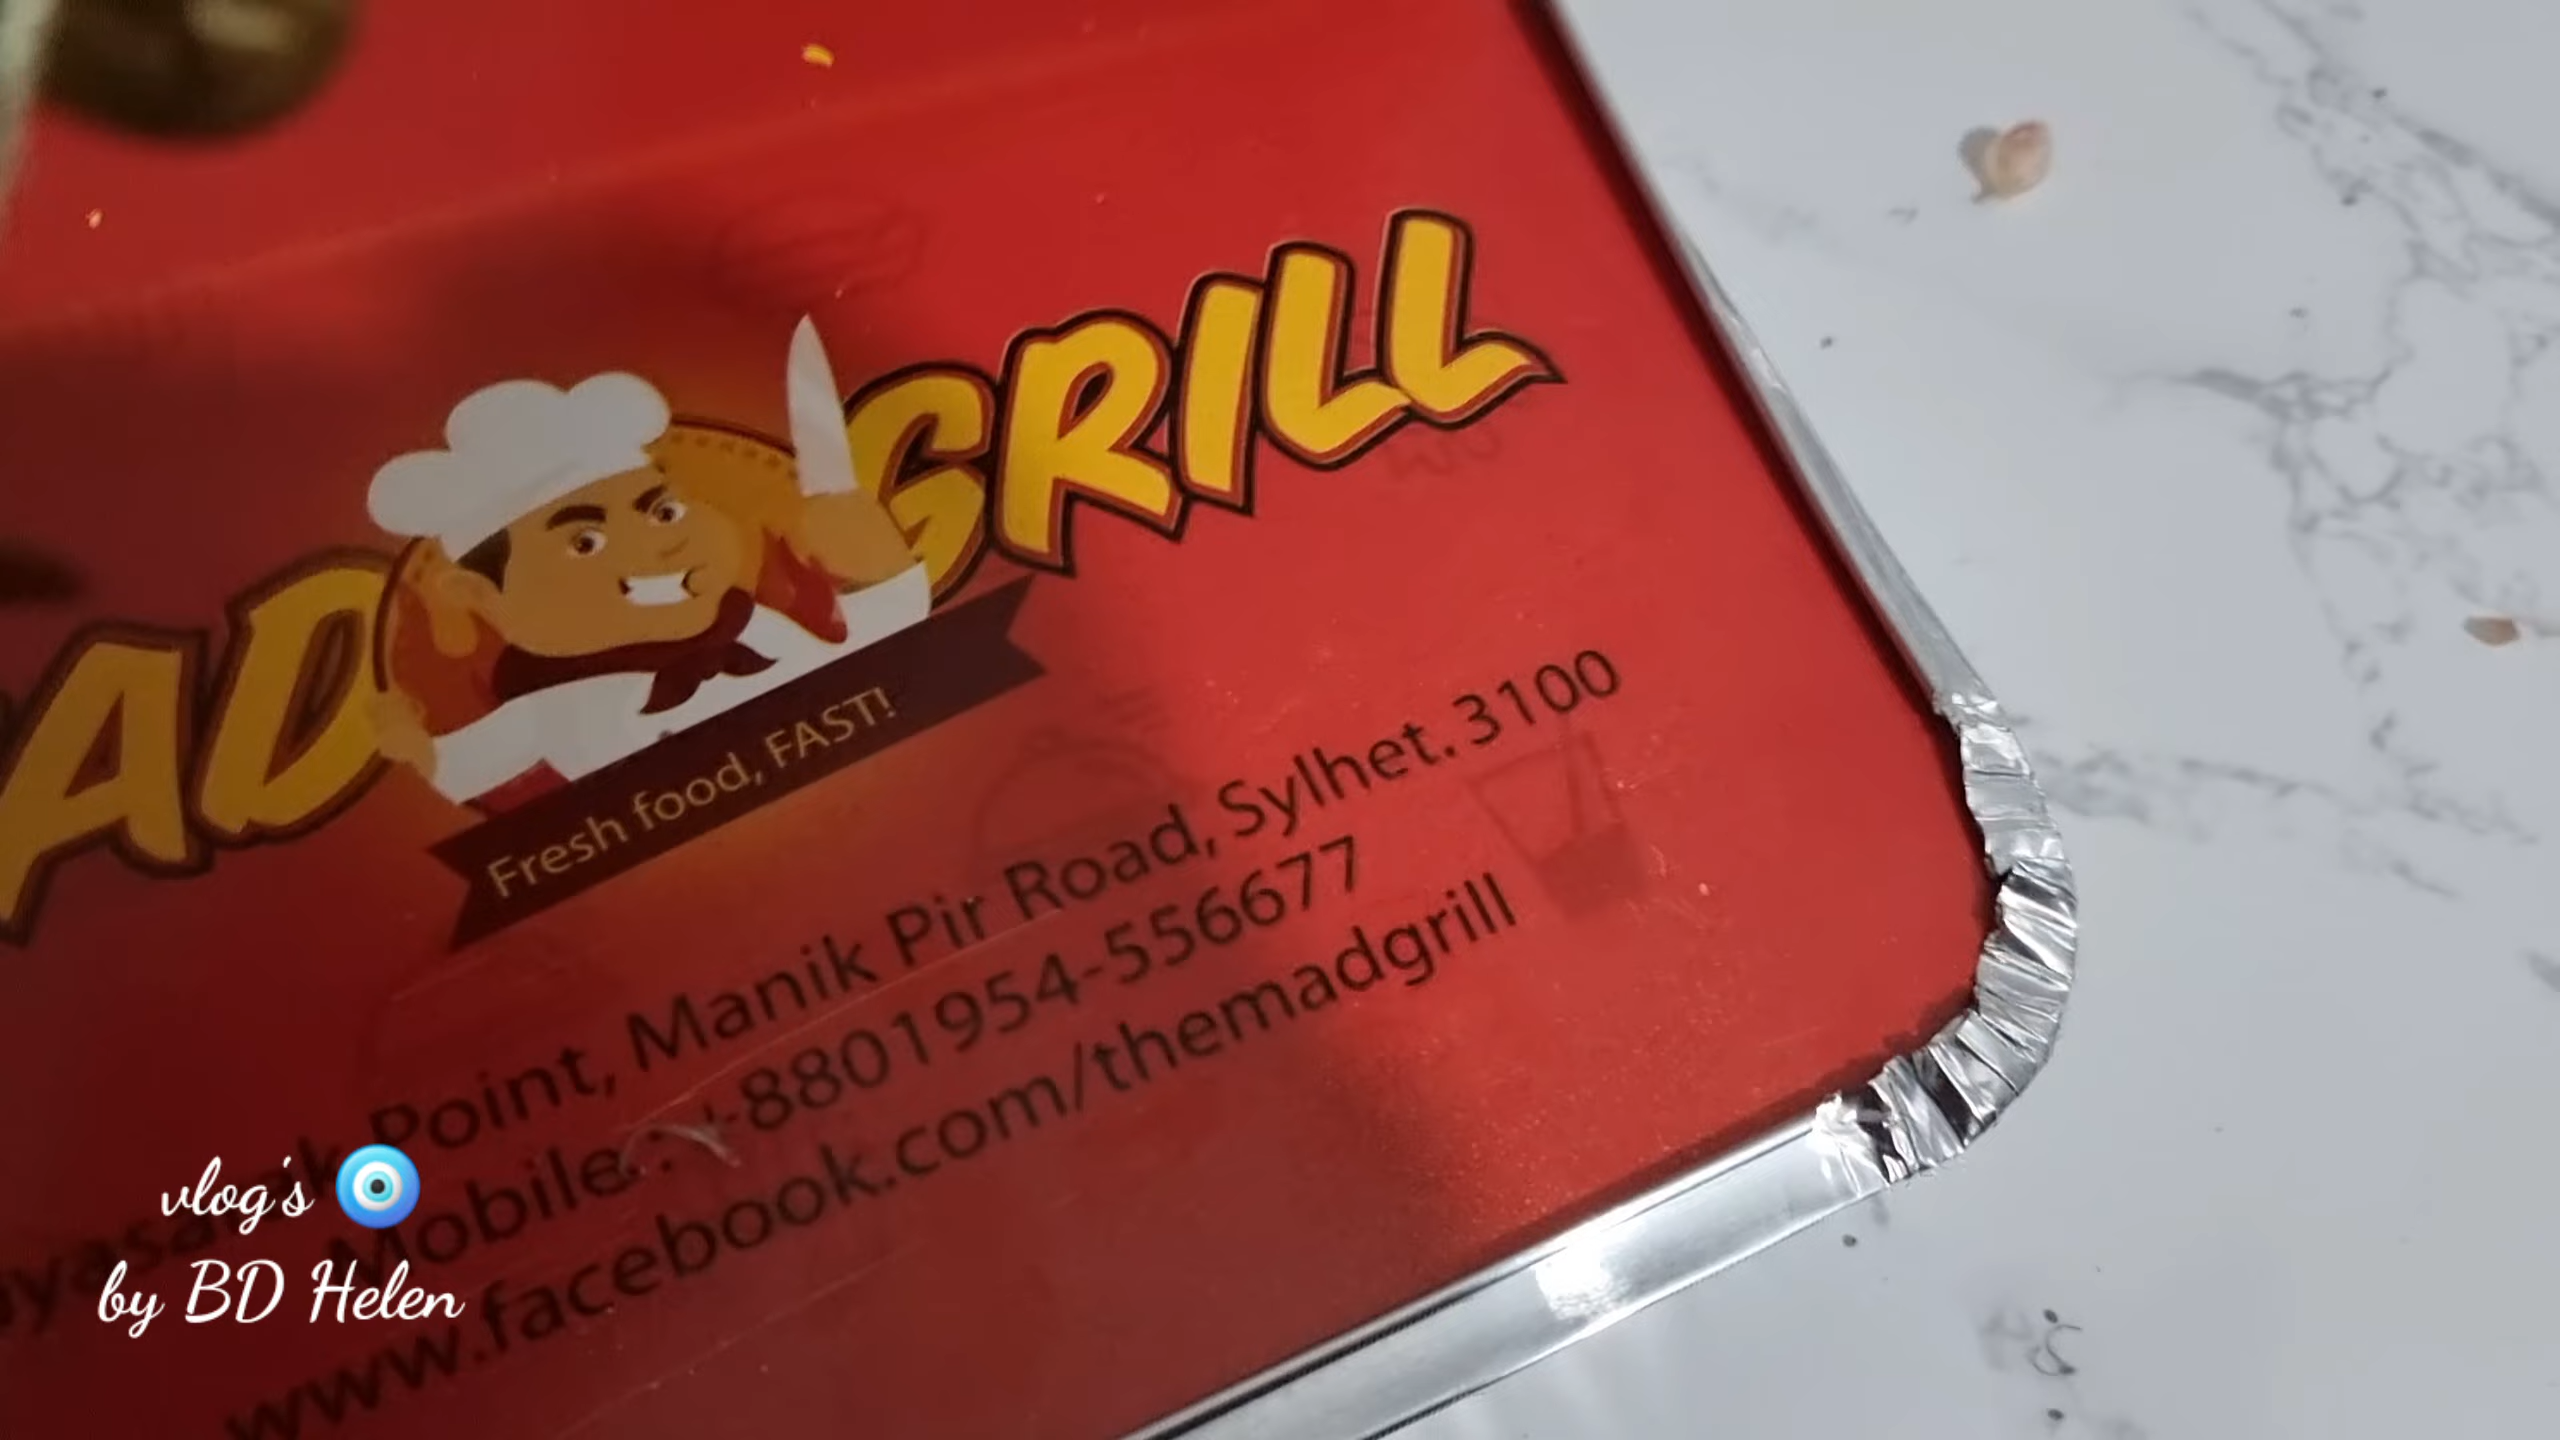 AD GRILL
Fresh food, FAST!
Point, Manik Pir Road, Sylhet. 3100
Mobile : +8801954-556677
www.facebook.com/themadgrill
vlog's 🧿
by BD Helen